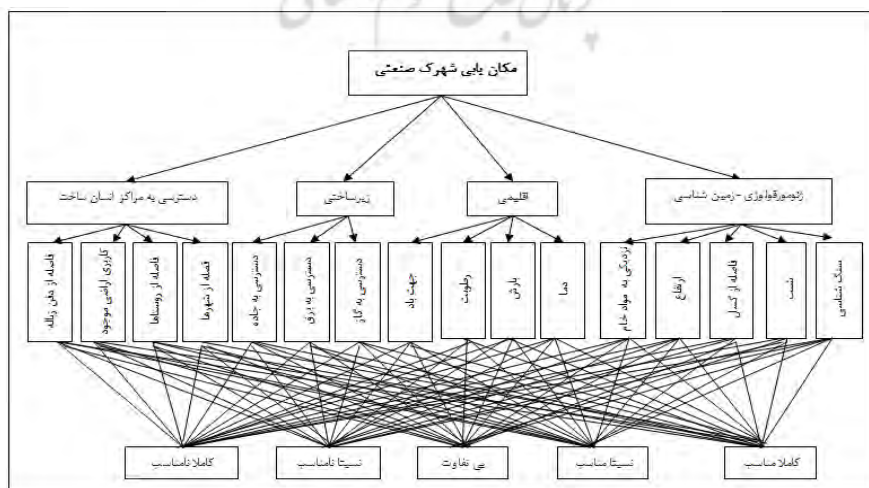 مکان یابی شهرک صنعتی
ژئومورفولوژی - زمین شناسی
اقلیمی
زیرساختی
دسترسی به مراکز انسان ساخت
سنگ شناسی
شیب
فاصله از گسل
ارتفاع
نزدیکی به مواد خام
دما
بارش
رطوبت
جهت باد
دسترسی به گاز
دسترسی به برق
دسترسی به جاده
فصله از شهرها
فاصله از روستاها
کاربری اراضی موجود
فاصله از دفن زباله
کاملا مناسب
نسبتا مناسب
بی تفاوت
نسبتا نامناسب
کاملا نامناسب